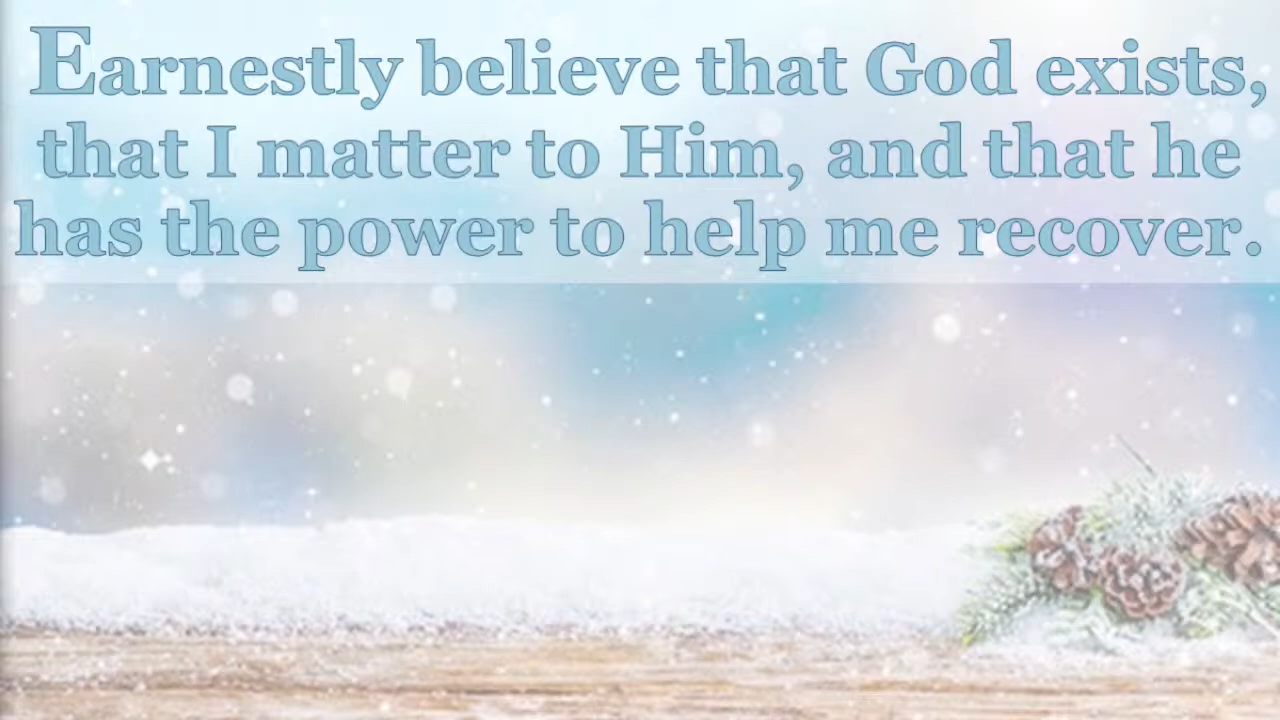 Earnestly believe that God exists,
that I matter to Him, and that he
has the power to help me recover.